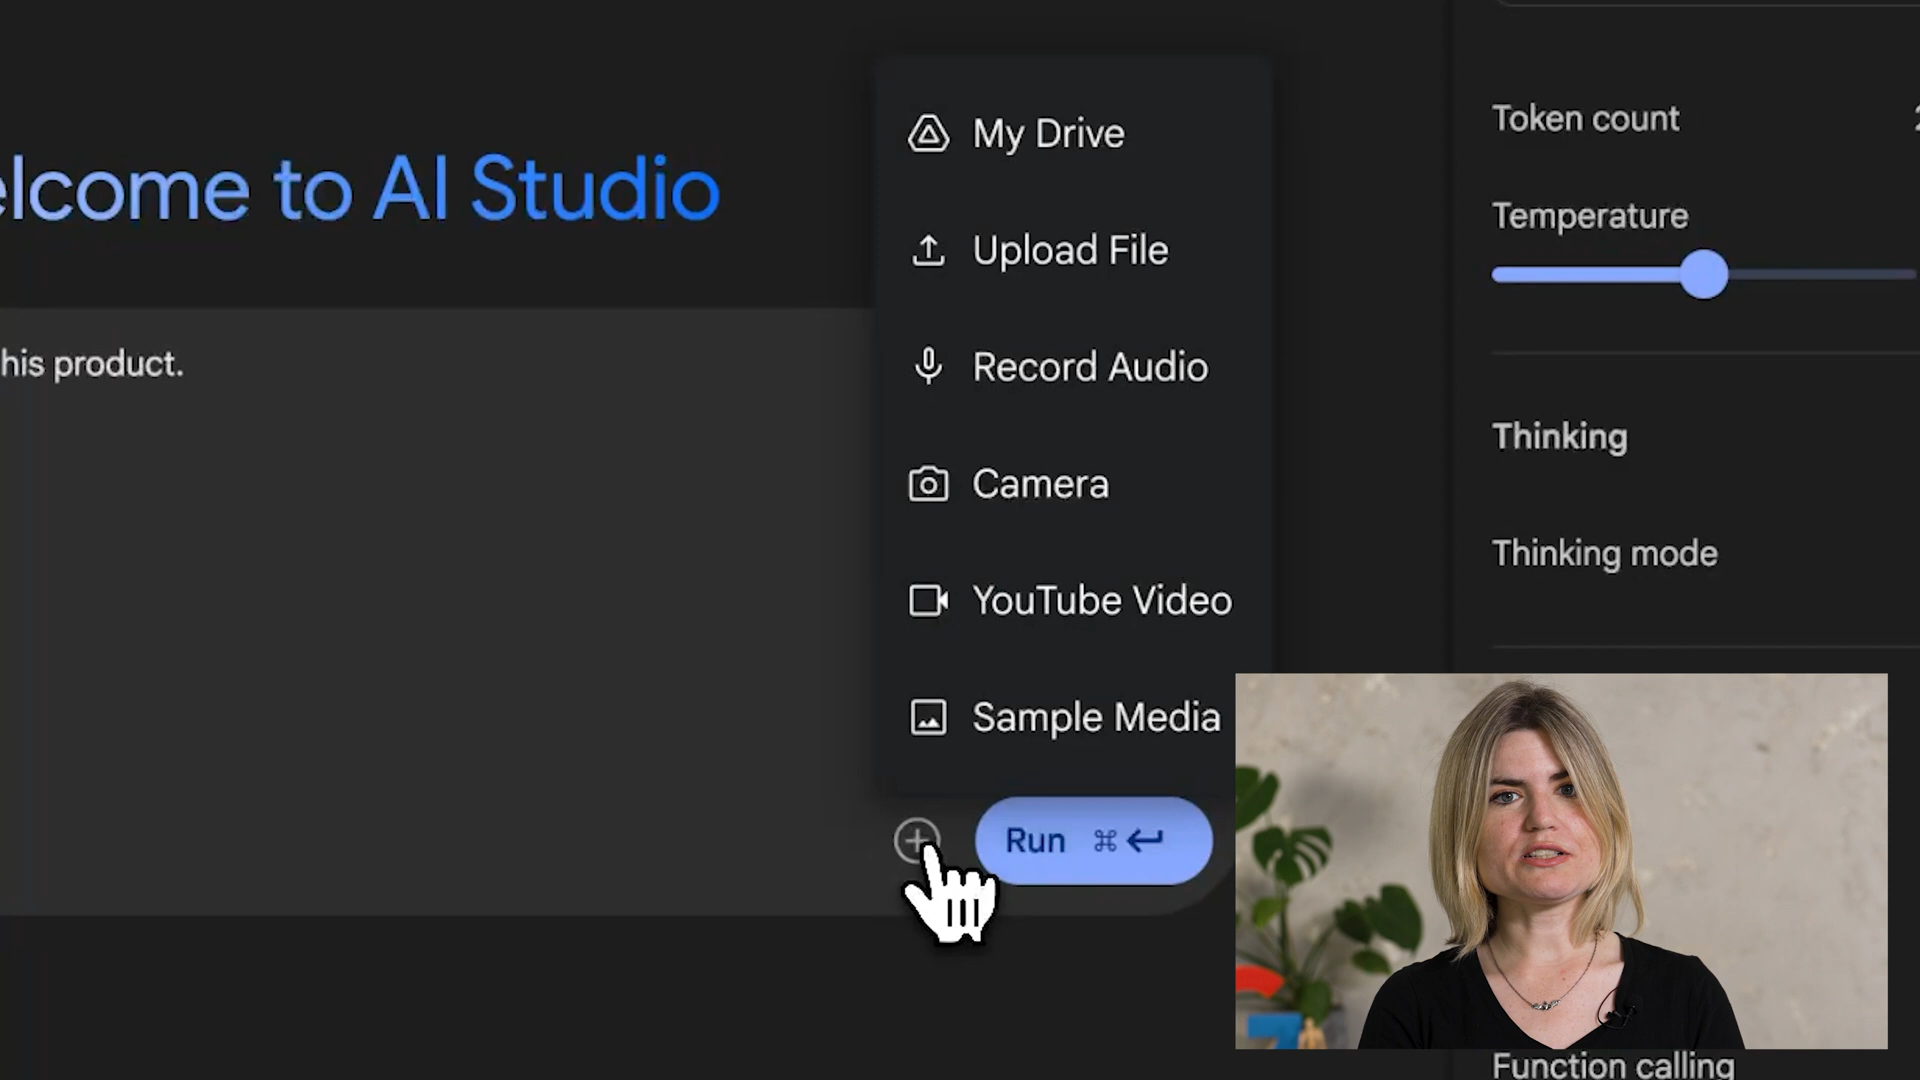 elcome to AI Studio
his product.
My Drive
Upload File
Record Audio
Camera
YouTube Video
Sample Media
Run ⌘ ↵
Token count
Temperature
Thinking
Thinking mode
Function calling